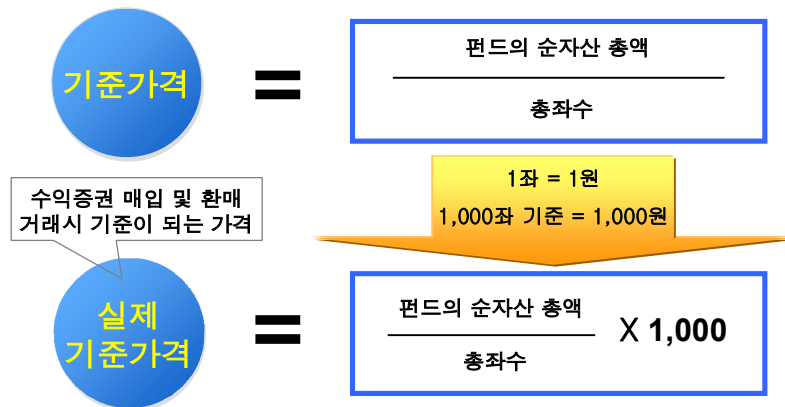 기준가격
=
펀드의 순자산 총액
총좌수
1좌 = 1원
1,000좌 기준 = 1,000원
수익증권 매입 및 환매
거래시 기준이 되는 가격
실제
기준가격
=
펀드의 순자산 총액
총좌수
X 1,000